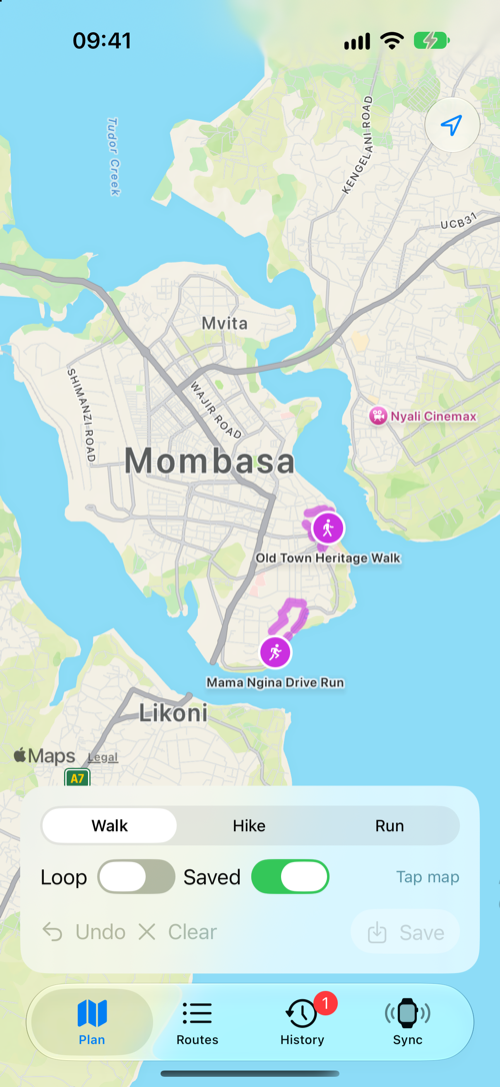 09:41
Tudor Creek
KENGELANI ROAD
UCB31
Mvita
SHIMANZI ROAD
WAJIR ROAD
Nyali Cinemax
Mombasa
Old Town Heritage Walk
Mama Ngina Drive Run
Likoni
Maps Legal
A7
Walk Hike Run
Loop Saved Tap map
Undo Clear Save
1
Plan Routes History Sync